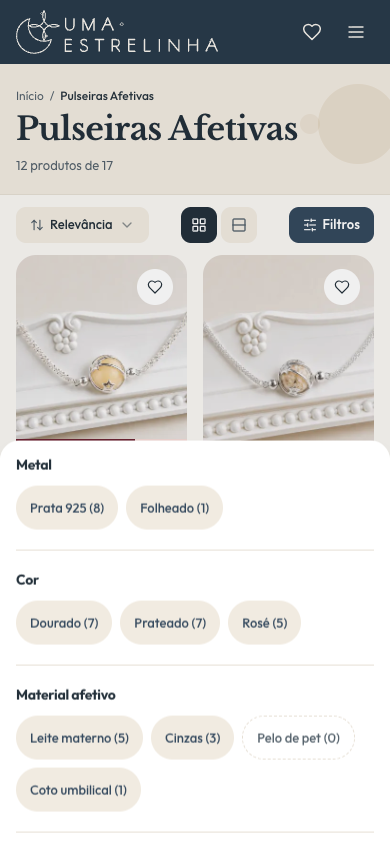 UMA
ESTRELINHA
Início / Pulseiras Afetivas
Pulseiras Afetivas
12 produtos de 17
Relevância
Filtros
Metal
Prata 925 (8)
Folheado (1)
Cor
Dourado (7)
Prateado (7)
Rosé (5)
Material afetivo
Leite materno (5)
Cinzas (3)
Pelo de pet (0)
Coto umbilical (1)